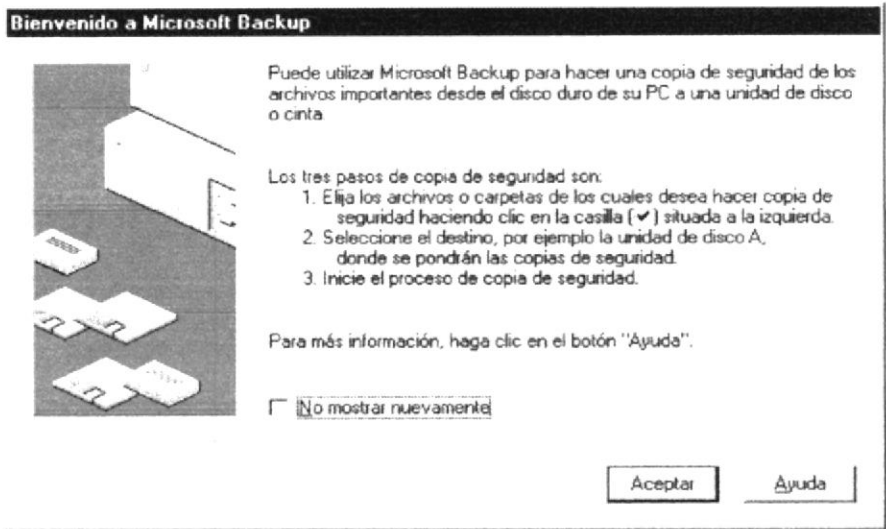 Bienvenido a Microsoft Backup
Puede utilizar Microsoft Backup para hacer una copia de seguridad de los
archivos importantes desde el disco duro de su PC a una unidad de disco
o cinta
Los tres pasos de copia de seguridad son:
1. Elija los archivos o carpetas de los cuales desea hacer copia de
seguridad haciendo clic en la casilla (✔) situada a la izquierda.
2. Seleccione el destino, por ejemplo la unidad de disco A,
donde se pondrán las copias de seguridad.
3. Inicie el proceso de copia de seguridad.
Para más información, haga clic en el botón "Ayuda".
No mostrar nuevamente
Aceptar
Ayuda